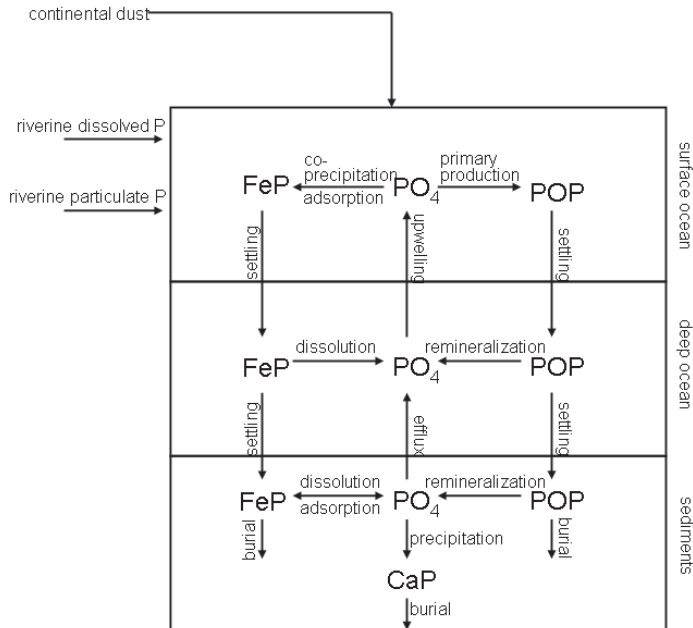 continental dust
riverine dissolved P
riverine particulate P
co-
precipitation
adsorption
primary
production
FeP
PO4
POP
surface ocean
settling
upwelling
settling
dissolution
remineralization
FeP
PO4
POP
deep ocean
settling
efflux
settling
dissolution
adsorption
remineralization
FeP
PO4
POP
sediments
burial
precipitation
burial
CaP
burial